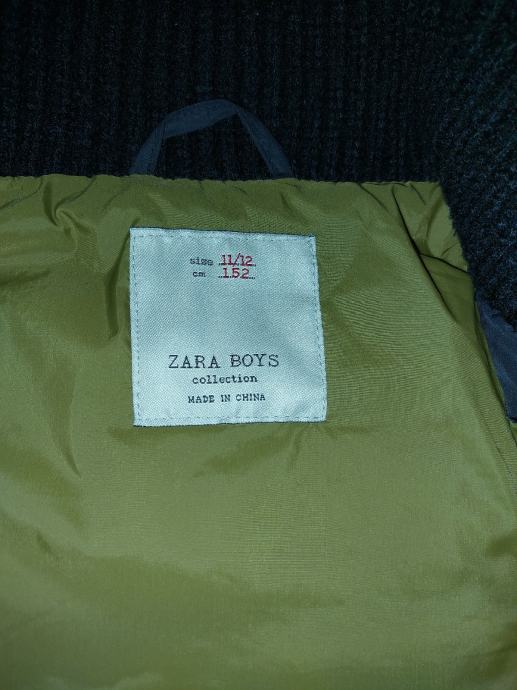 size 11/12
cm 152
ZARA BOYS
collection
MADE IN CHINA